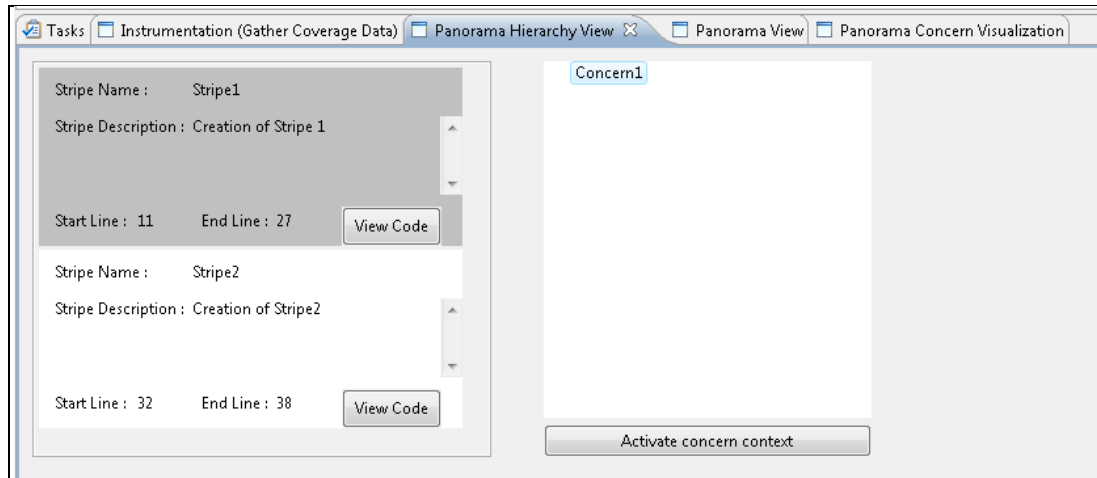 Tasks Instrumentation (Gather Coverage Data) Panorama Hierarchy View Panorama View Panorama Concern Visualization
Stripe Name : Stripe1
Stripe Description : Creation of Stripe 1
Start Line : 11 End Line : 27 View Code
Stripe Name : Stripe2
Stripe Description : Creation of Stripe2
Start Line : 32 End Line : 38 View Code
Concern1
Activate concern context